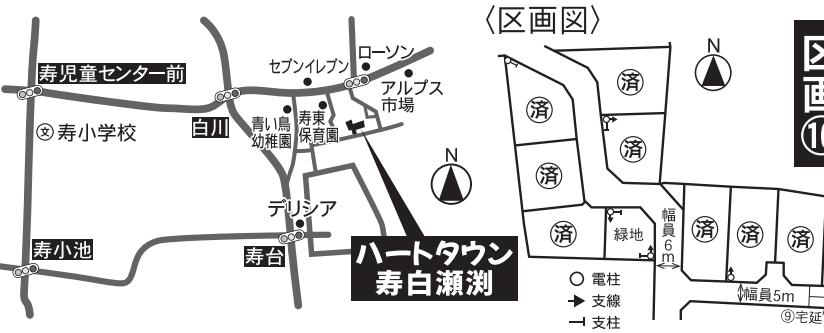 寿児童センター前
セブンイレブン
ローソン
アルプス
市場
白川
青い鳥
幼稚園
寿東
保育園
文 寿小学校
N
デリシア
寿小池
寿台
ハートタウン
寿白瀬渕
〈区画図〉
N
済
済
済
済
済
済
済
済
緑地
幅員6m
幅員5m
電柱
支線
支柱
区
画
⑨宅延